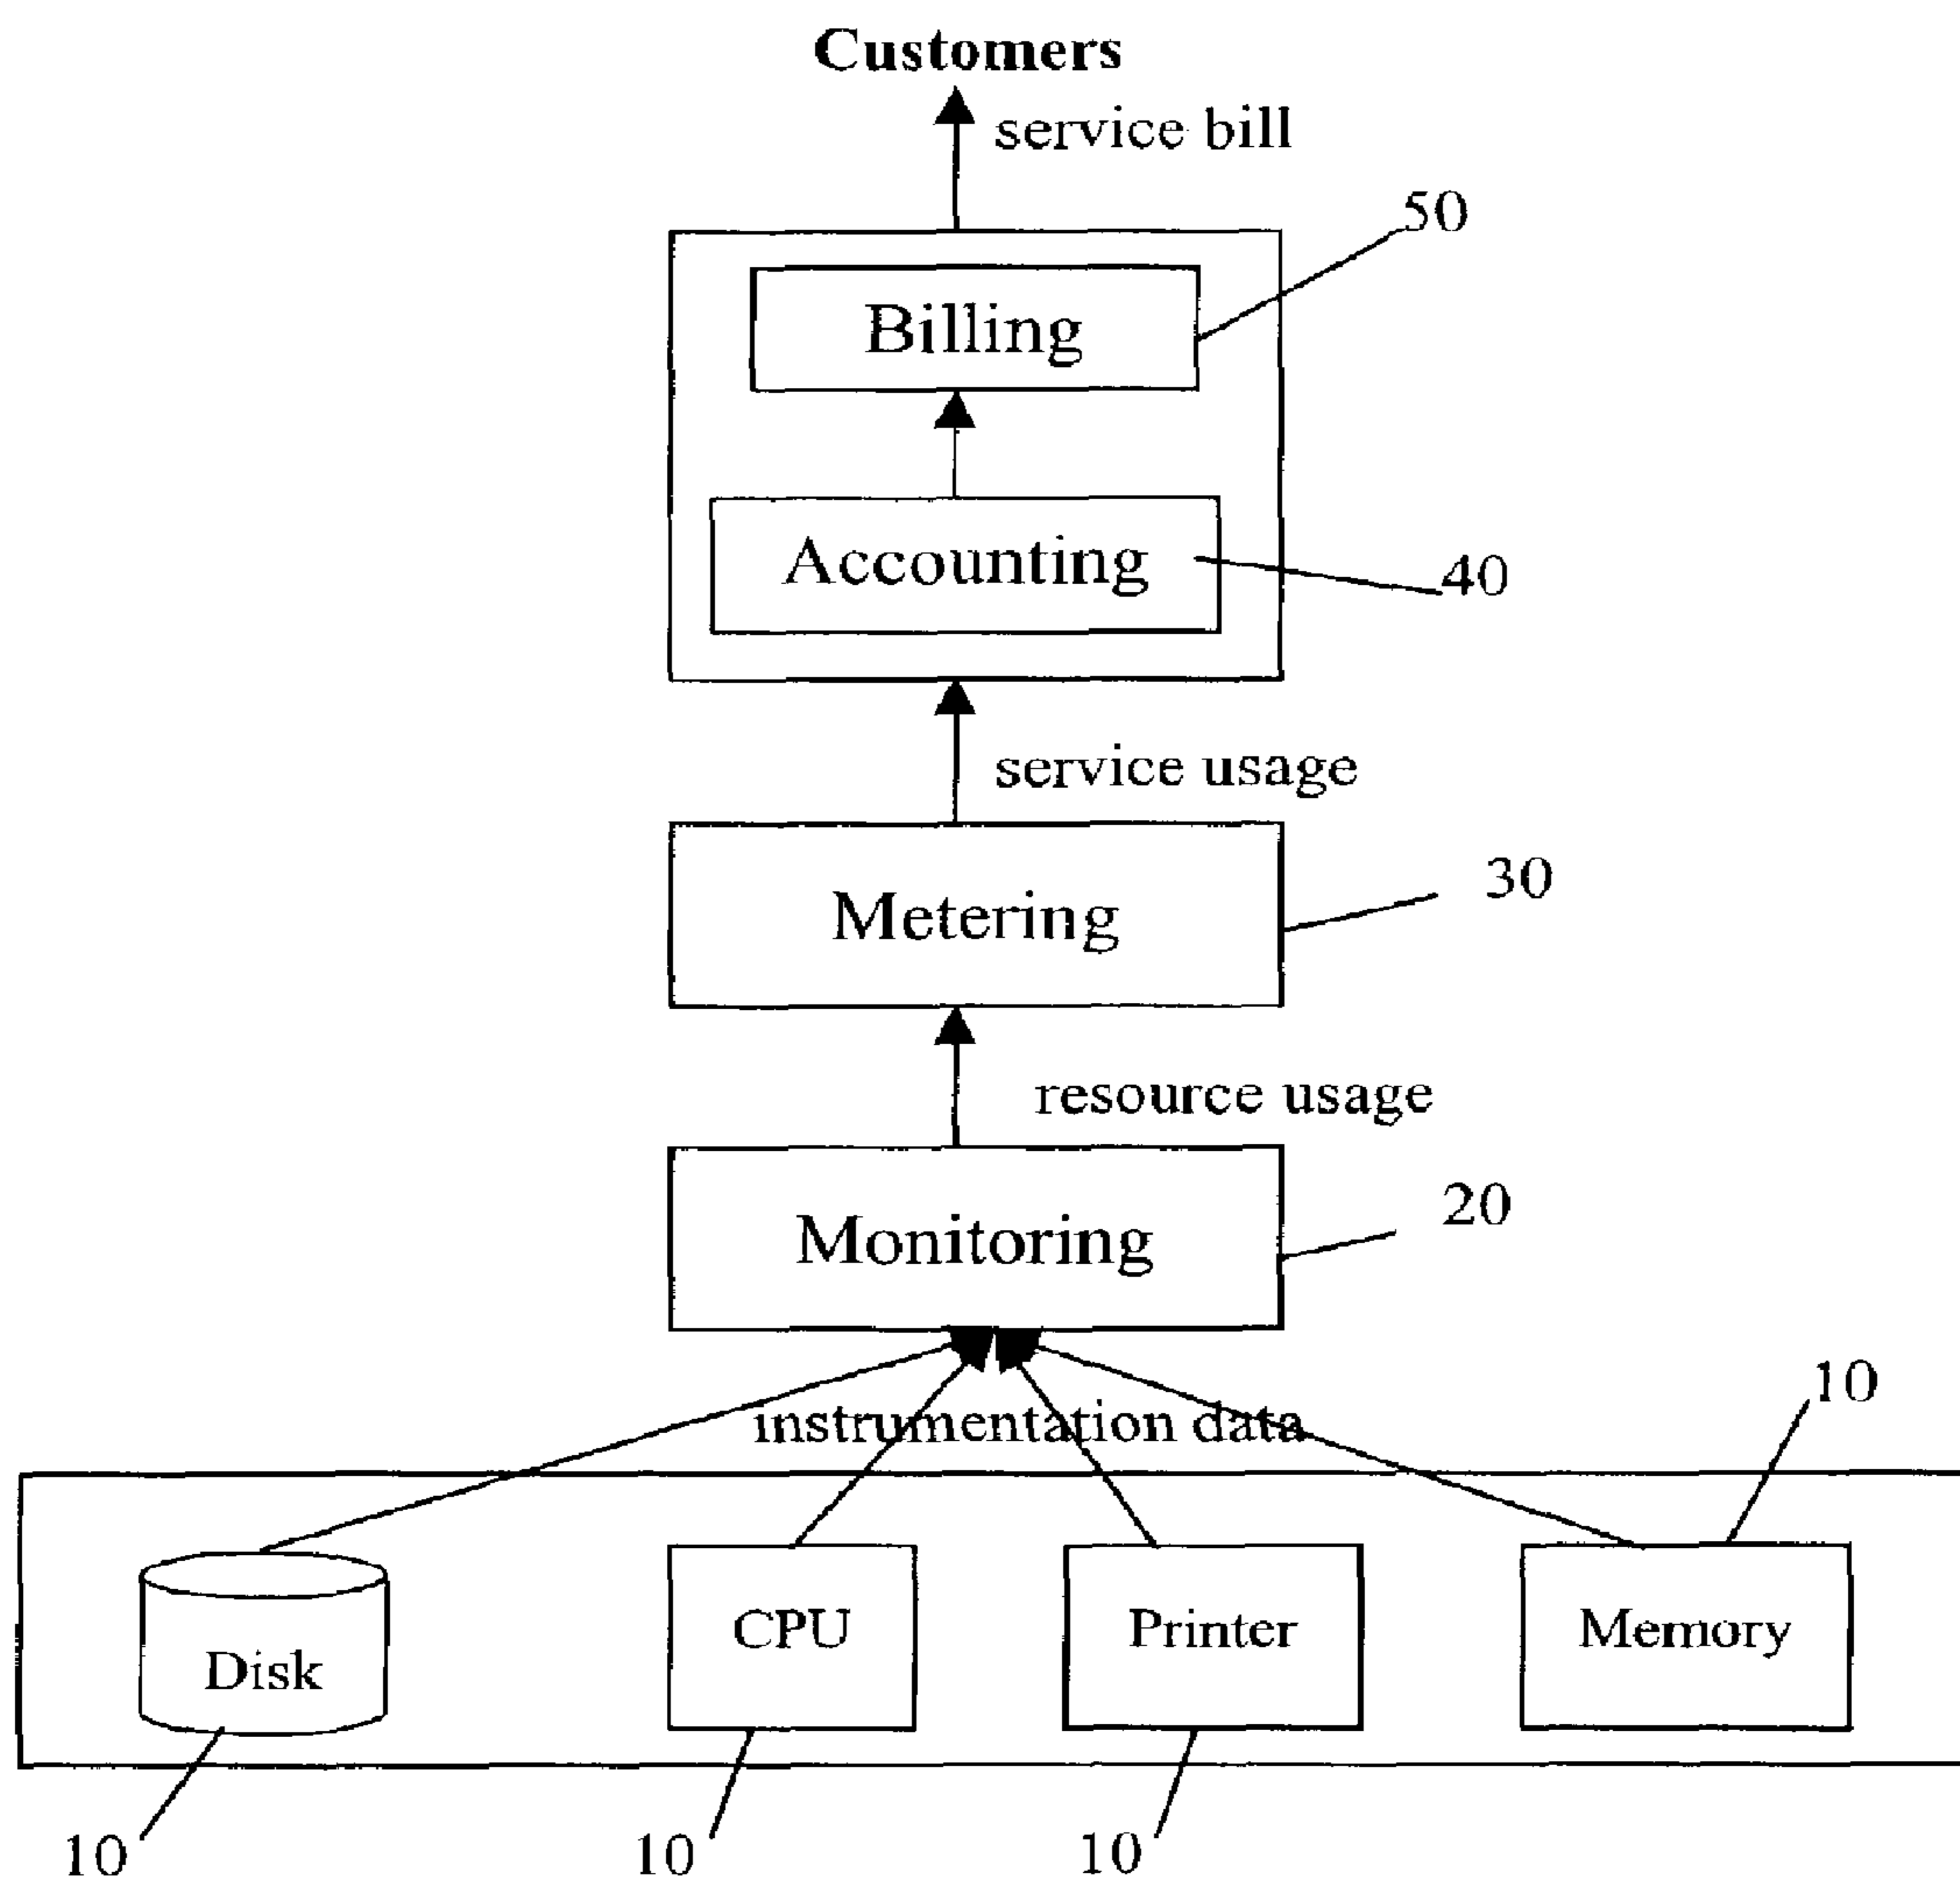 Customers
service bill
50
Billing
Accounting
40
service usage
30
Metering
resource usage
20
Monitoring
10
instrumentation data
CPU
Printer
Memory
Disk
10
10
10